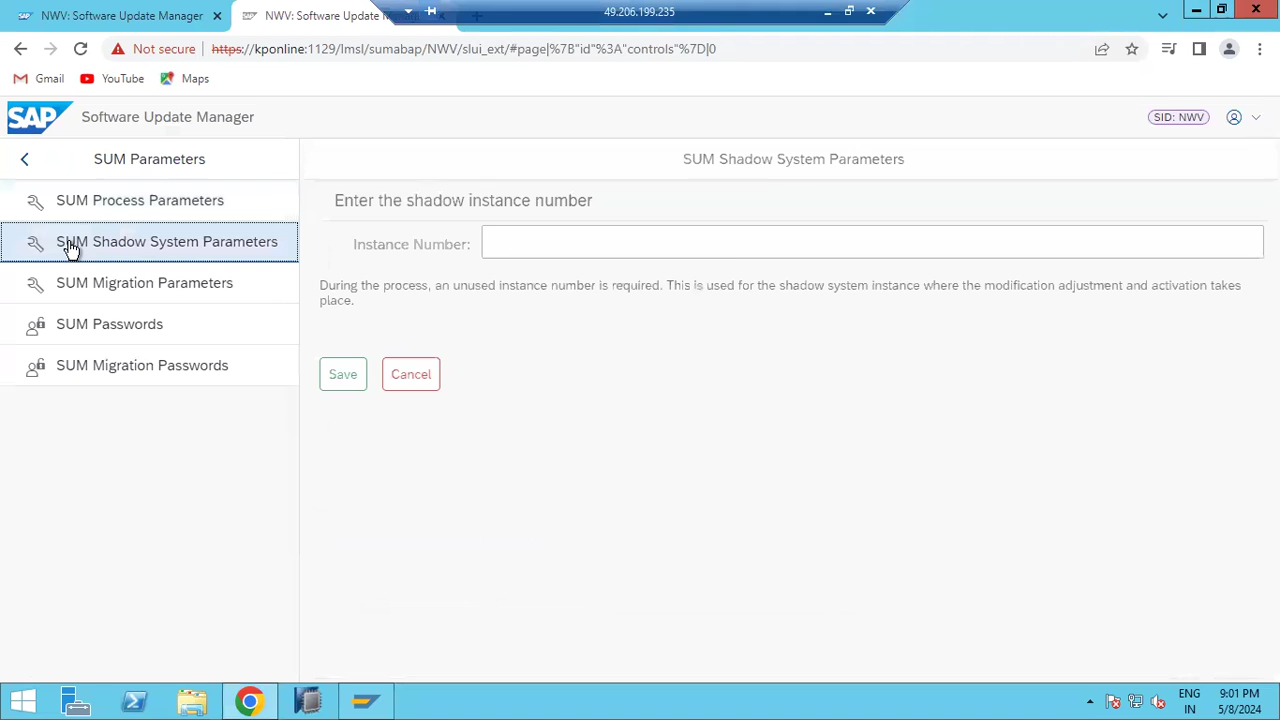 NWV: Software Update Manager
NWV: Software Update Man
49.206.199.235
Not secure
https://kponline:1129/lmsl/sumabap/NWV/slui_ext/#page|%7B"id"%3A"controls"%7D|0
Gmail
YouTube
Maps
SAP
Software Update Manager
SID: NWV
SUM Parameters
SUM Shadow System Parameters
SUM Process Parameters
Enter the shadow instance number
SUM Shadow System Parameters
Instance Number:
SUM Migration Parameters
During the process, an unused instance number is required. This is used for the shadow system instance where the modification adjustment and activation takes
place.
SUM Passwords
SUM Migration Passwords
Save
Cancel
ENG
IN
9:01 PM
5/8/2024